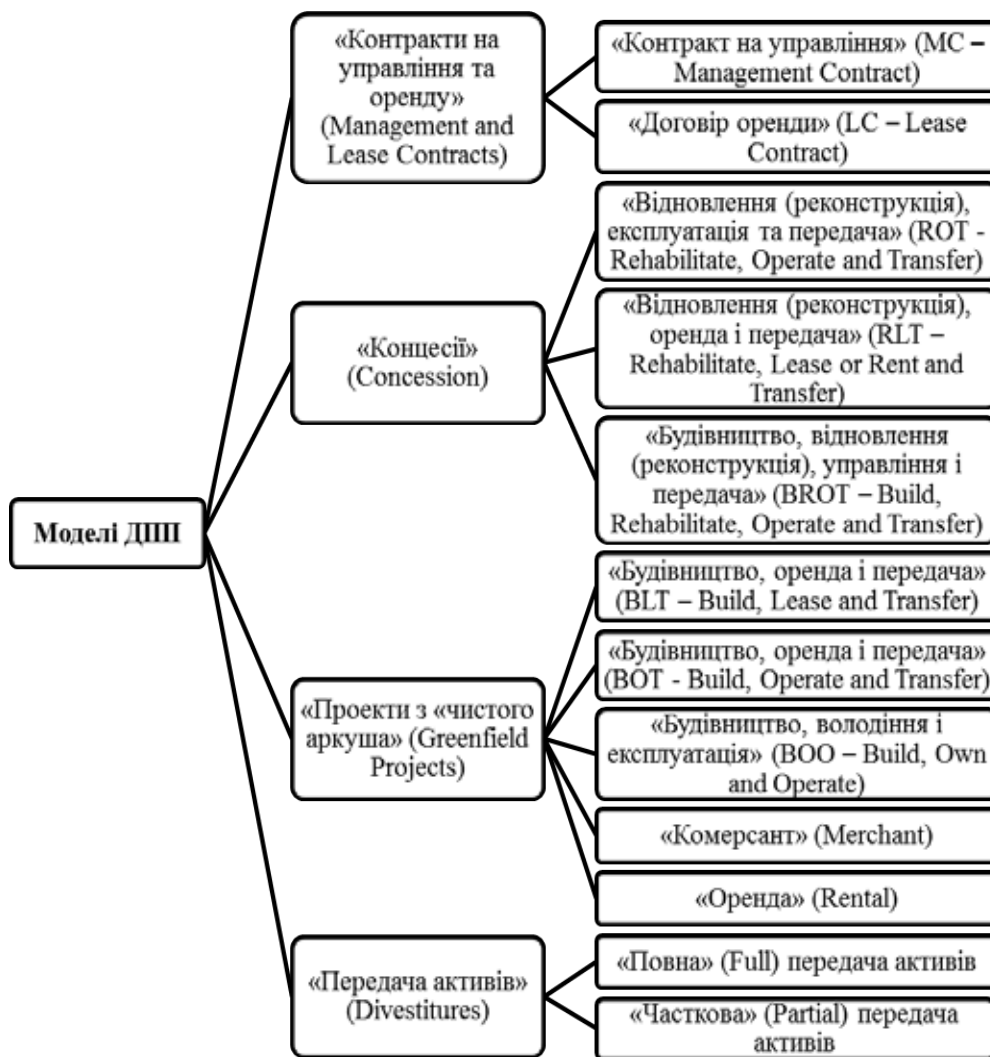 Моделі ДПП
«Контракти на
управління та
оренду»
(Management and
Lease Contracts)
«Контракт на управління» (MC –
Management Contract)
«Договір оренди» (LC – Lease
Contract)
«Концесії»
(Concession)
«Відновлення (реконструкція),
експлуатація та передача» (ROT -
Rehabilitate, Operate and Transfer)
«Відновлення (реконструкція),
оренда і передача» (RLT –
Rehabilitate, Lease or Rent and
Transfer)
«Будівництво, відновлення
(реконструкція), управління і
передача» (BROT – Build,
Rehabilitate, Operate and Transfer)
«Проекти з «чистого
аркуша» (Greenfield
Projects)
«Будівництво, оренда і передача»
(BLT – Build, Lease and Transfer)
«Будівництво, оренда і передача»
(BOT - Build, Operate and Transfer)
«Будівництво, володіння і
експлуатація» (BOO – Build, Own
and Operate)
«Комерсант» (Merchant)
«Оренда» (Rental)
«Передача активів»
(Divestitures)
«Повна» (Full) передача активів
«Часткова» (Partial) передача
активів